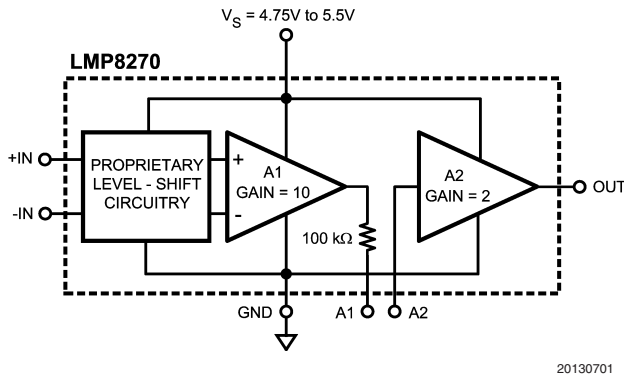 V_S = 4.75V to 5.5V
LMP8270
+IN
-IN
PROPRIETARY
LEVEL - SHIFT
CIRCUITRY
+
-
A1
GAIN = 10
A2
GAIN = 2
OUT
100 kΩ
GND
A1
A2
20130701